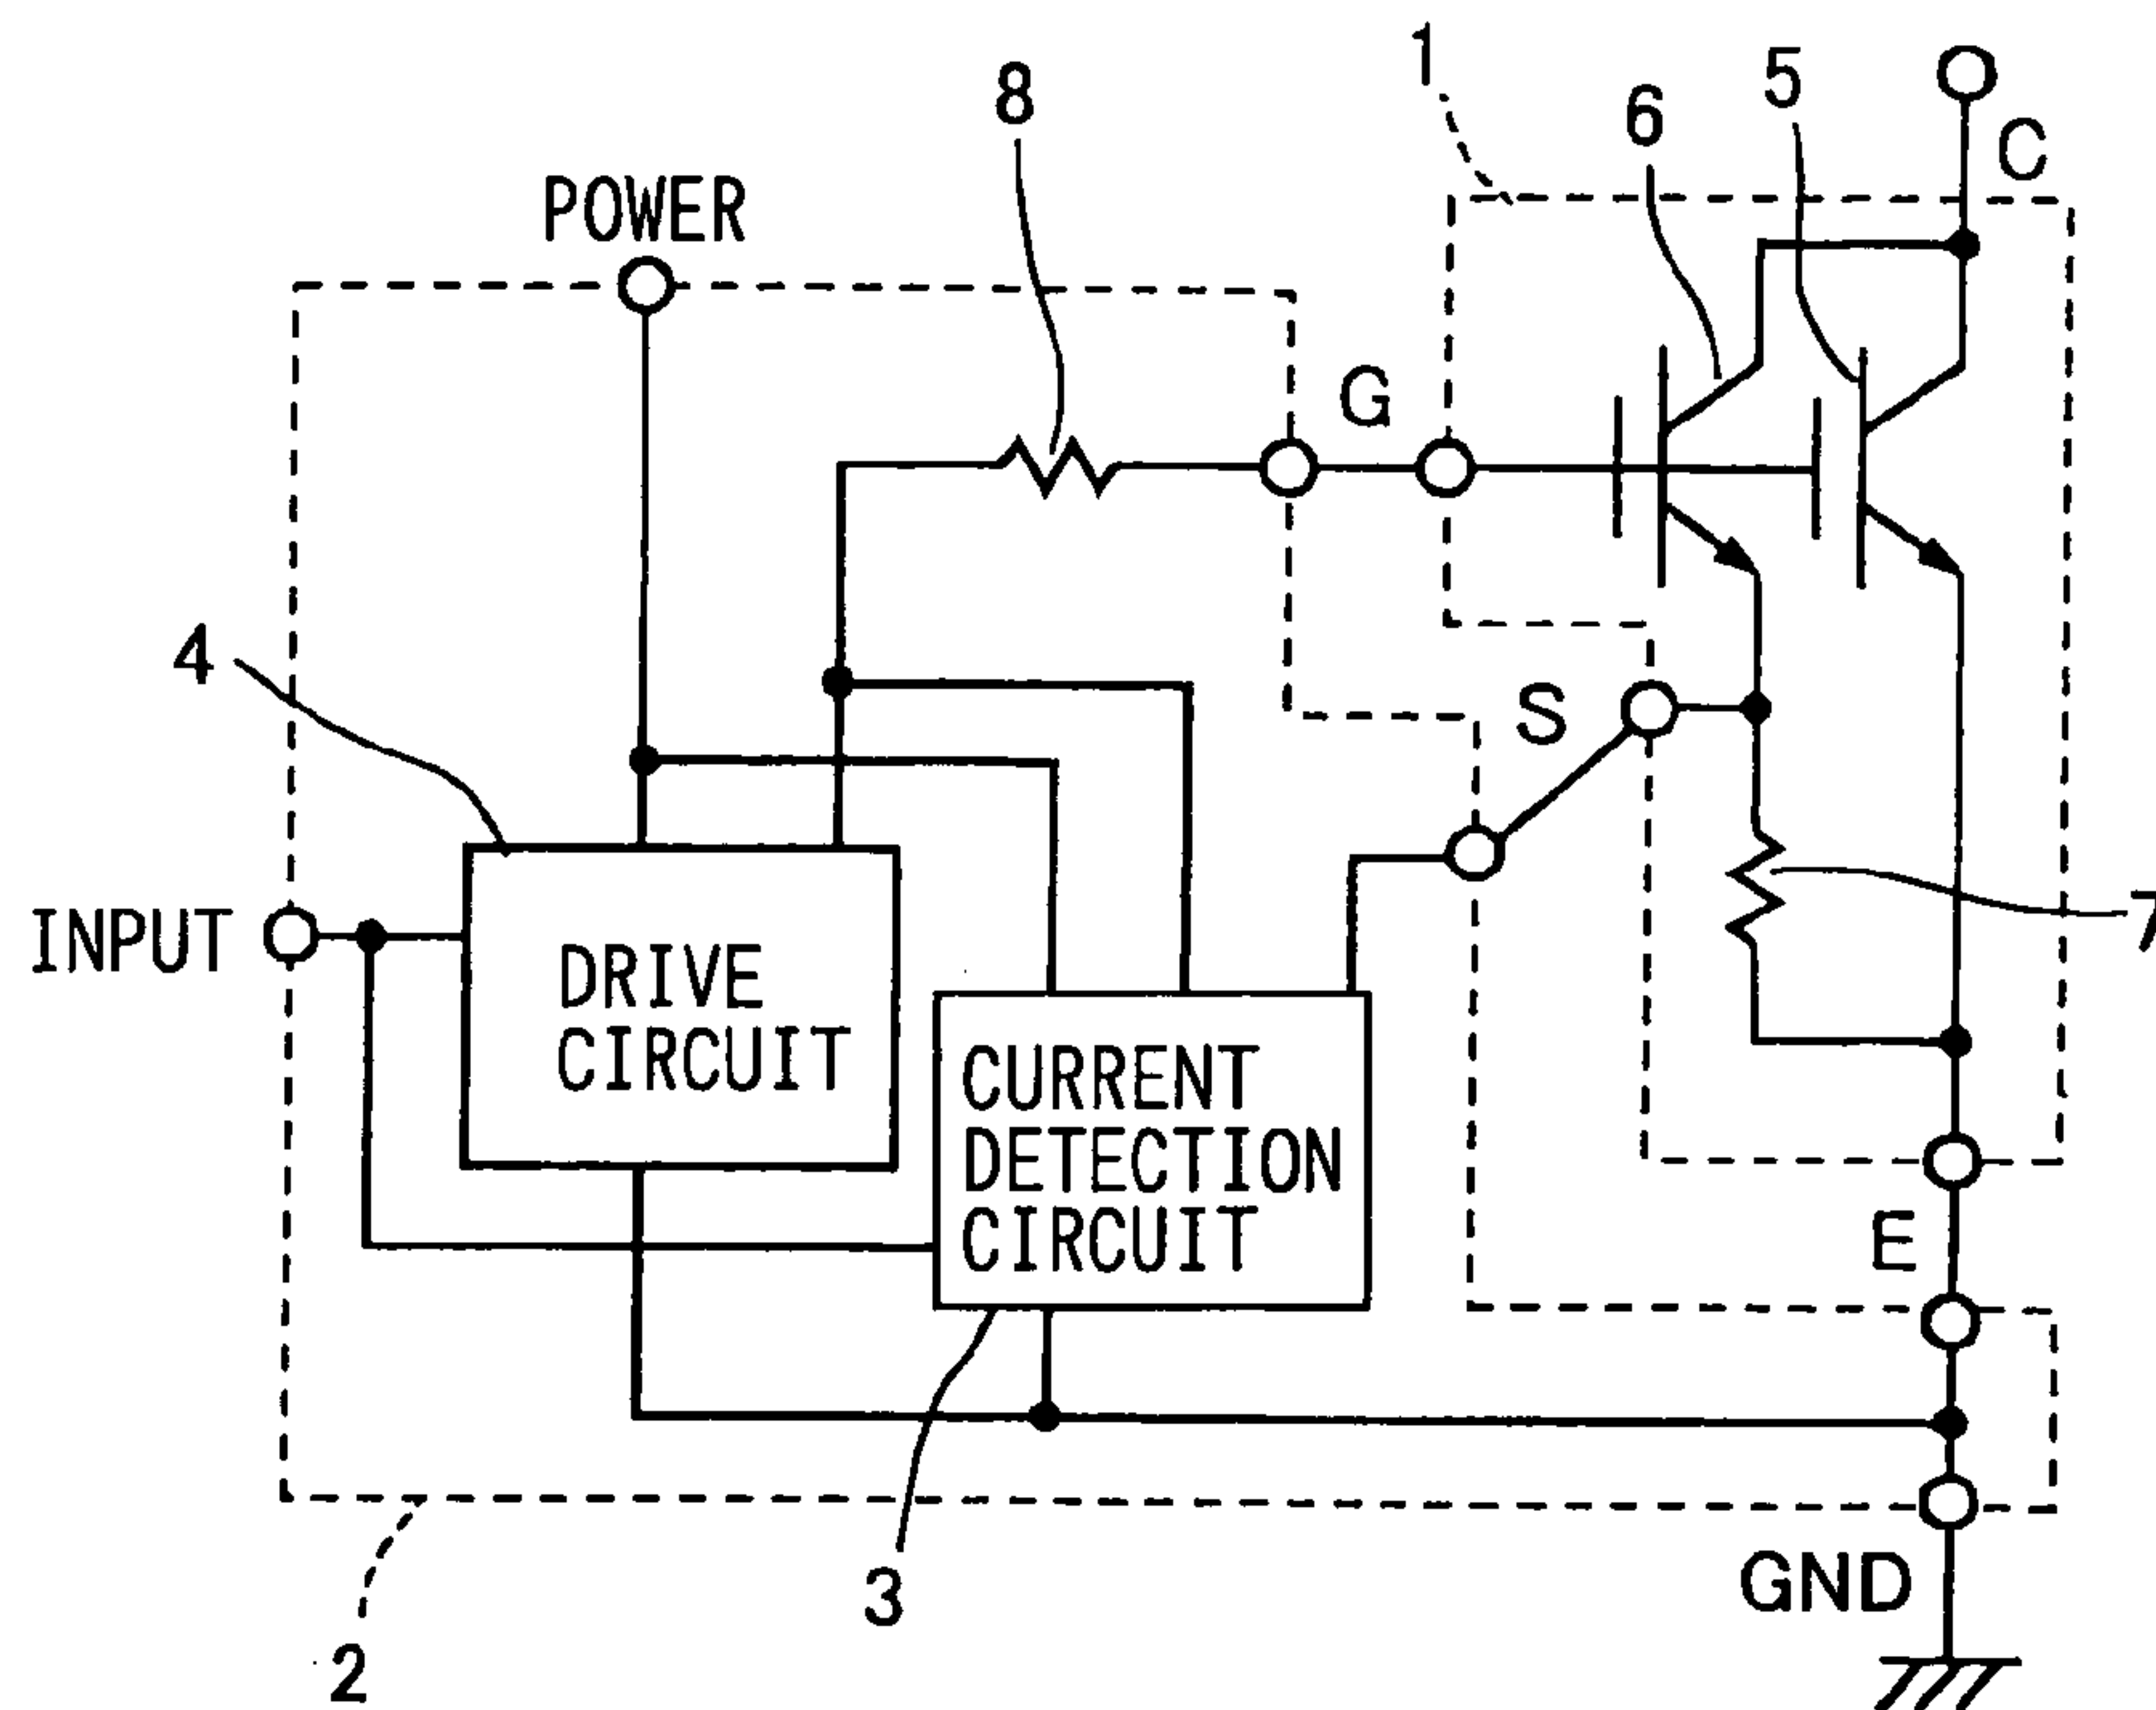 1
5
8
6
C
POWER
G
4
S
7
INPUT
DRIVE
CIRCUIT
CURRENT
DETECTION
CIRCUIT
E
GND
3
2